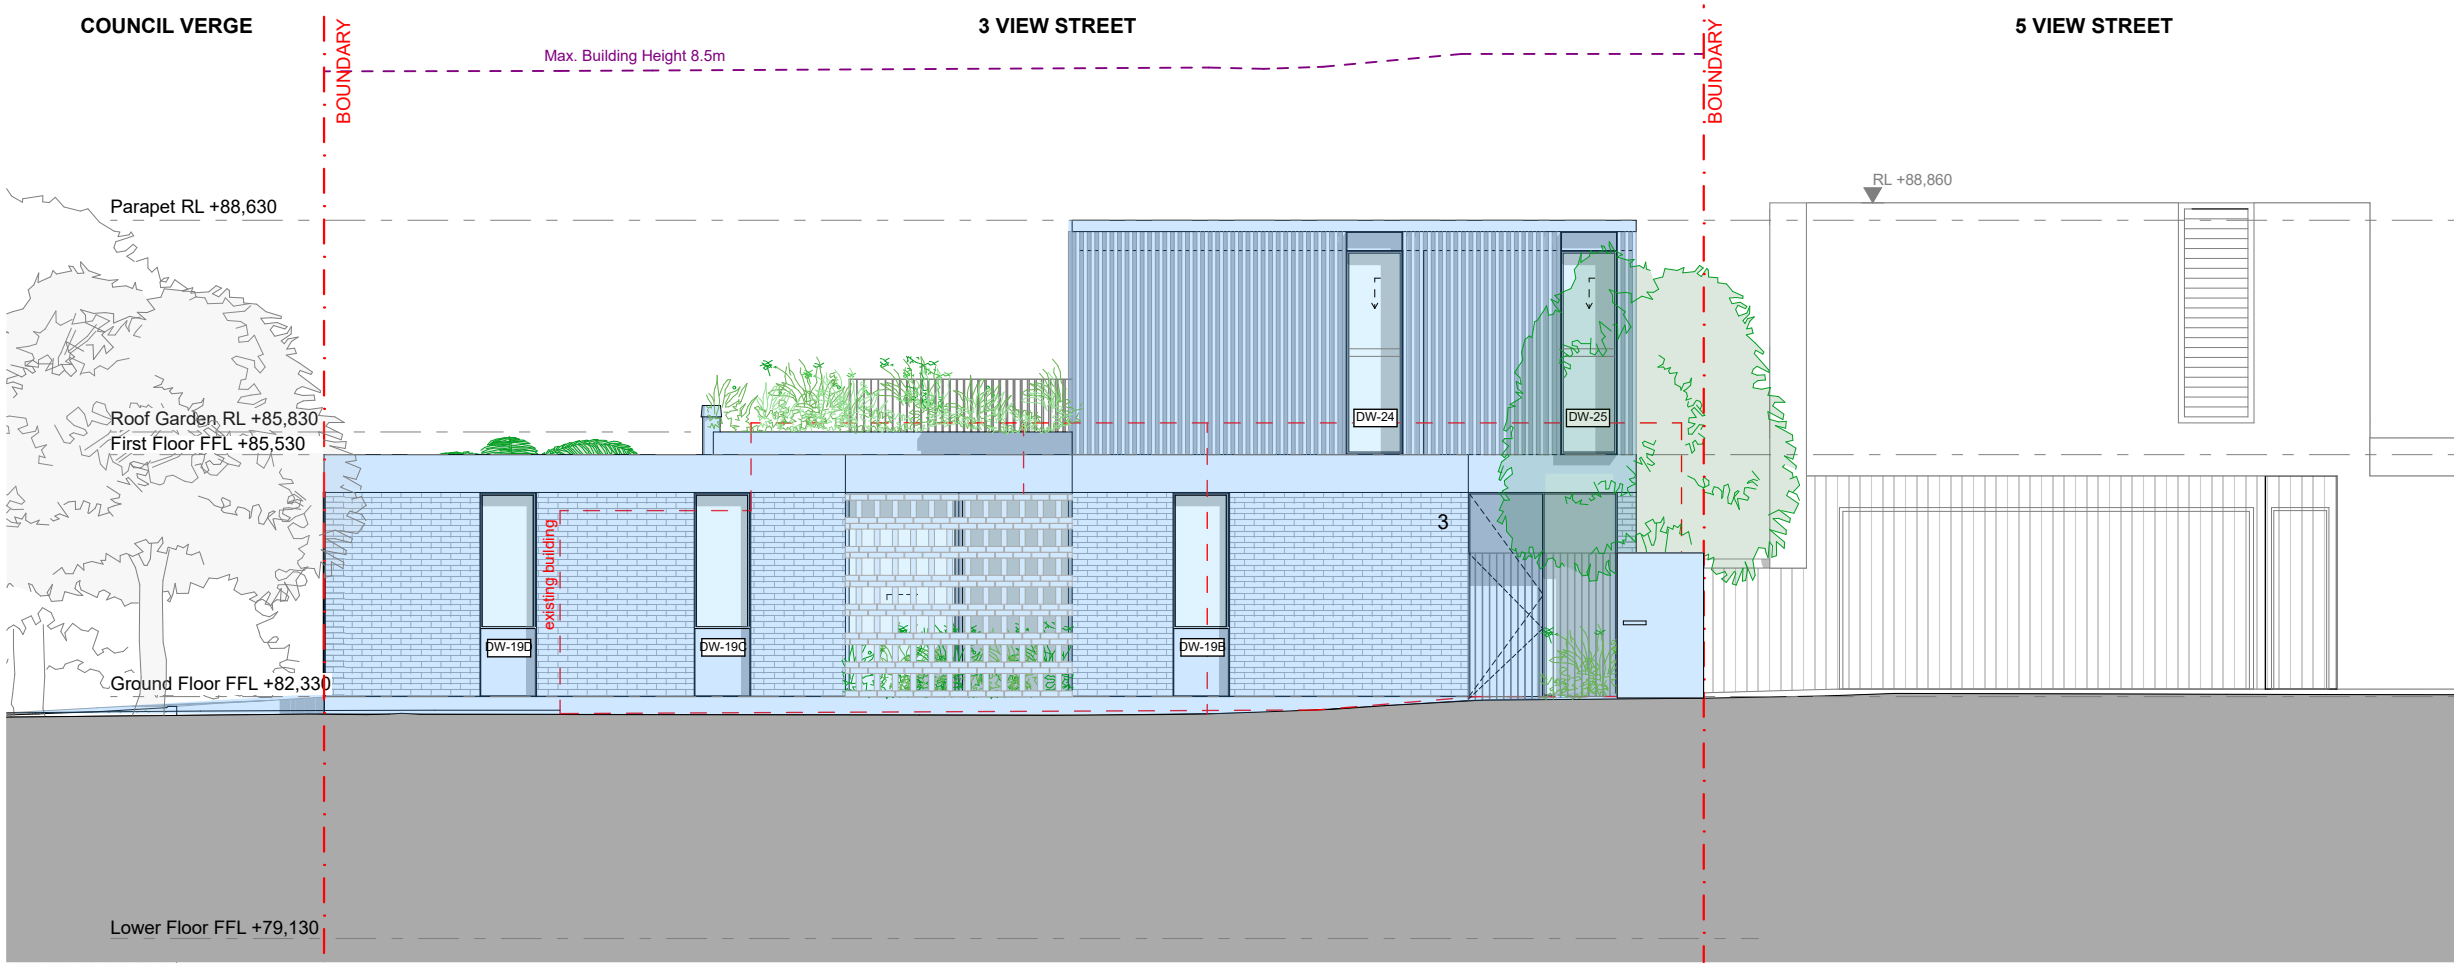 COUNCIL VERGE
3 VIEW STREET
5 VIEW STREET
BOUNDARY
BOUNDARY
Max. Building Height 8.5m
RL +88,860
Parapet RL +88,630
Roof Garden RL +85,830
First Floor FFL +85,530
DW-24
DW-25
3
existing building
DW-19D
DW-19C
DW-19B
Ground Floor FFL +82,330
Lower Floor FFL +79,130